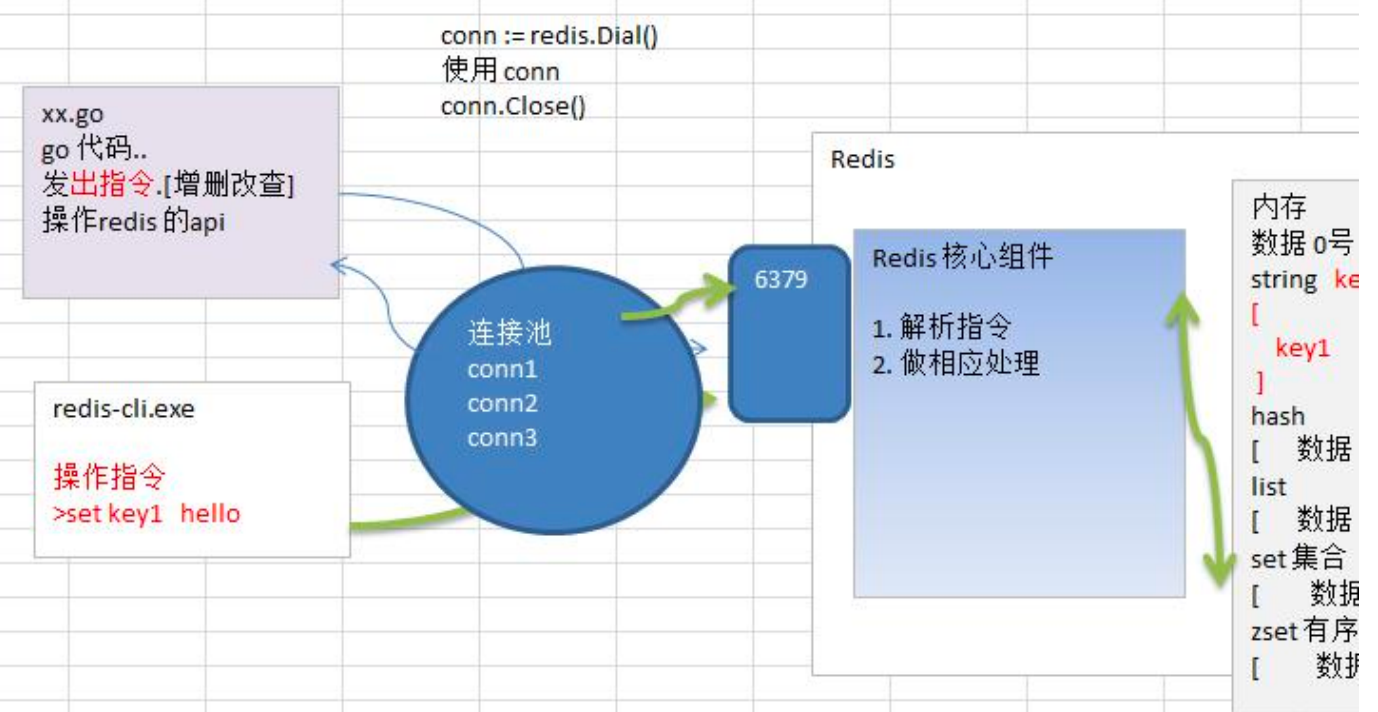 conn := redis.Dial()
使用 conn
conn.Close()
xx.go
go 代码..
发出指令.[增删改查]
操作redis 的api
redis-cli.exe
操作指令
>set key1 hello
连接池
conn1
conn2
conn3
6379
Redis
Redis 核心组件
1. 解析指令
2. 做相应处理
内存
数据 0号
string ke
[
key1
]
hash
[ 数据
list
[ 数据
set 集合
[ 数据
zset 有序
[ 数据